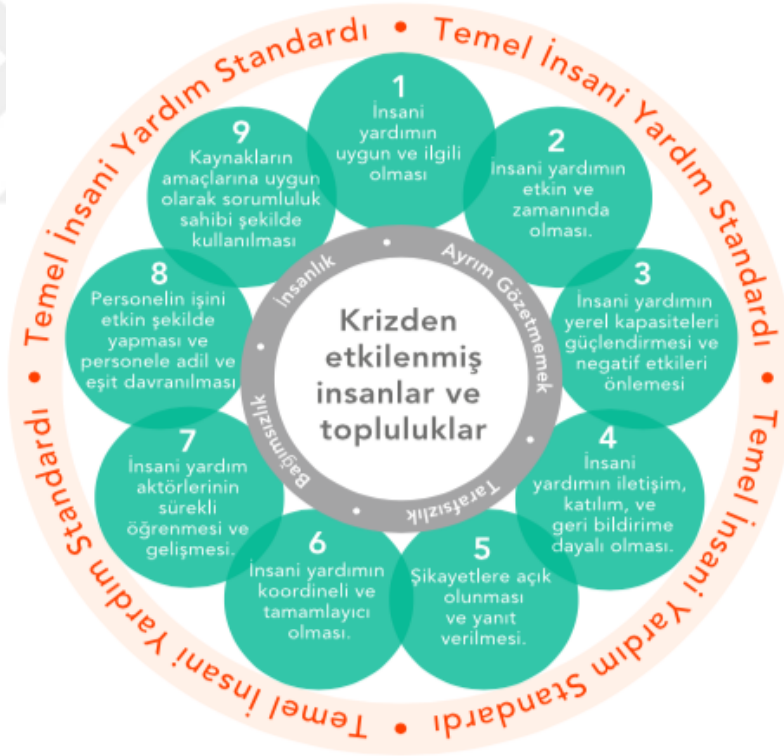 Temel İnsani Yardım Standardı • Temel İnsani Yardım Standardı • Temel İnsani Yardım Standardı • Temel İnsani Yardım Standardı •
1
İnsani
yardımın
uygun ve ilgili
olması
2
İnsani yardımın
etkin ve
zamanında
olması.
3
İnsani yardımın
yerel kapasiteleri
güçlendirmesi ve
negatif etkileri
önlemesi
4
İnsani
yardımın iletişim,
katılım, ve
geri bildirime
dayalı olması.
5
Şikayetlere açık
olunması
ve yanıt
verilmesi.
6
İnsani yardımın
koordineli ve
tamamlayıcı
olması.
7
İnsani yardım
aktörlerinin
sürekli
öğrenmesi ve
gelişmesi.
8
Personelin işini
etkin şekilde
yapması ve
personele adil ve
eşit davranılması
9
Kaynakların
amaçlarına uygun
olarak sorumluluk
sahibi şekilde
kullanılması
İnsanlık • Ayrım Gözetmemek • Tarafsızlık • Bağımsızlık •
Krizden
etkilenmiş
insanlar ve
topluluklar